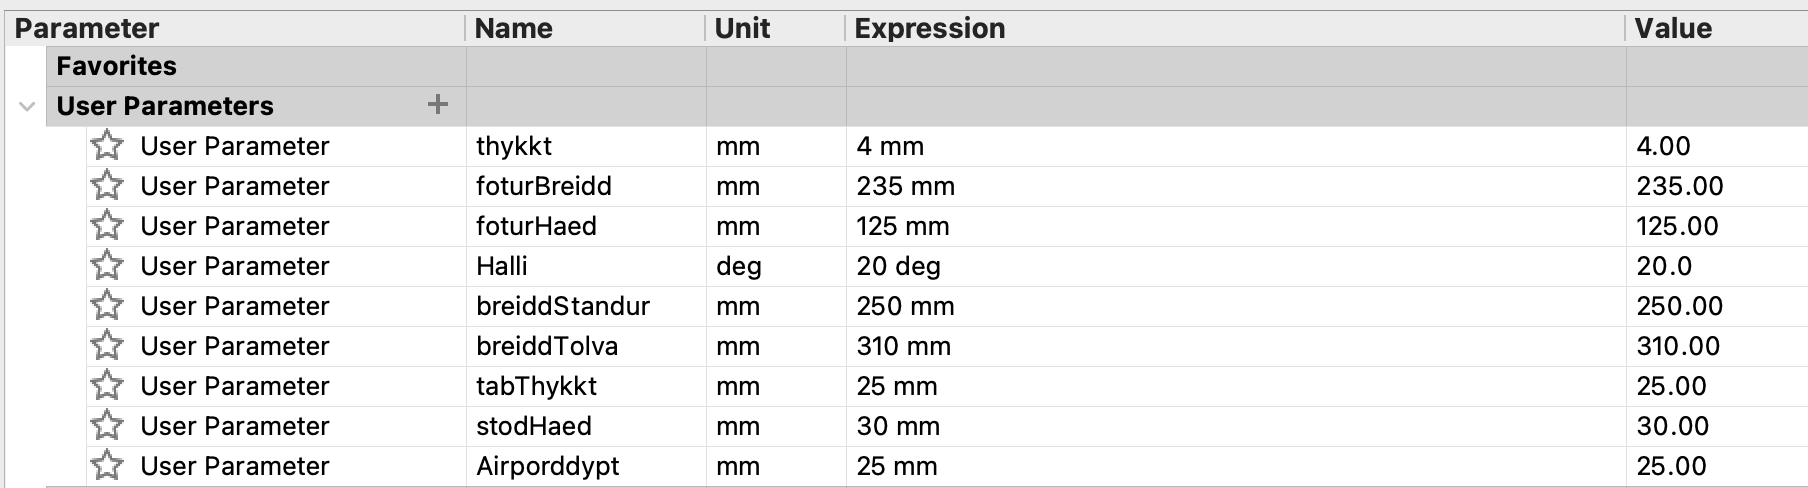 Parameter Name Unit Expression Value
Favorites
User Parameters +
User Parameter thykkt mm 4 mm 4.00
User Parameter foturBreidd mm 235 mm 235.00
User Parameter foturHaed mm 125 mm 125.00
User Parameter Halli deg 20 deg 20.0
User Parameter breiddStandur mm 250 mm 250.00
User Parameter breiddTolva mm 310 mm 310.00
User Parameter tabThykkt mm 25 mm 25.00
User Parameter stodHaed mm 30 mm 30.00
User Parameter Airporddypt mm 25 mm 25.00